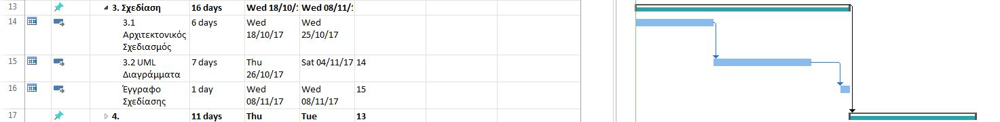 13 3. Σχεδίαση 16 days Wed 18/10/ Wed 08/11/
14 3.1 6 days Wed Wed
Αρχιτεκτονικός 18/10/17 25/10/17
Σχεδιασμός
15 3.2 UML 7 days Thu Sat 04/11/17 14
Διαγράμματα 26/10/17
16 Έγγραφο 1 day Wed Wed 15
Σχεδίασης 08/11/17 08/11/17
17 4. 11 days Thu Tue 13